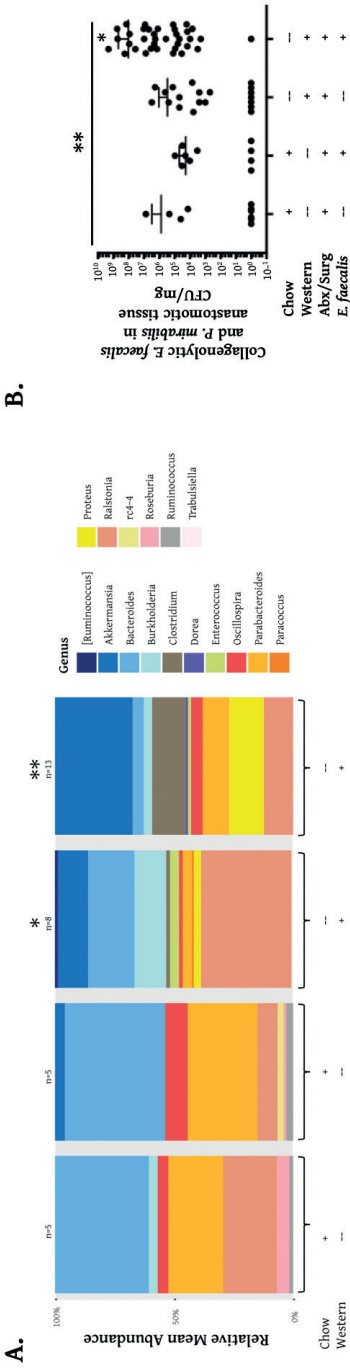 A.
Relative Mean Abundance
100%
50%
0%
n=5
n=5
n=8
n=13
*
**
Chow + + -- --
Western -- -- + +
Genus
[Ruminococcus]
Akkermansia
Bacteroides
Burkholderia
Clostridium
Dorea
Enterococcus
Oscillospira
Parabacteroides
Paracoccus
Proteus
Ralstonia
rc4-4
Roseburia
Ruminococcus
Trabulsiella
B.
Collagenolytic E. faecalis
and P. mirabilis in
anastomotic tissue
CFU/mg
10¹⁰
10⁹
10⁸
10⁷
10⁶
10⁵
10⁴
10³
10²
10¹
10⁰
10⁻¹
**
*
Chow + + -- --
Western -- -- + +
Abx/Surg + + + +
E. faecalis -- + -- +